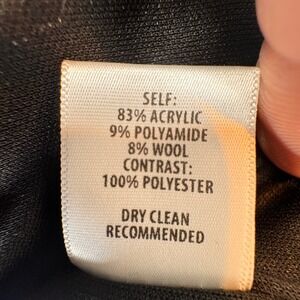 SELF:
83% ACRYLIC
9% POLYAMIDE
8% WOOL
CONTRAST:
100% POLYESTER
DRY CLEAN
RECOMMENDED